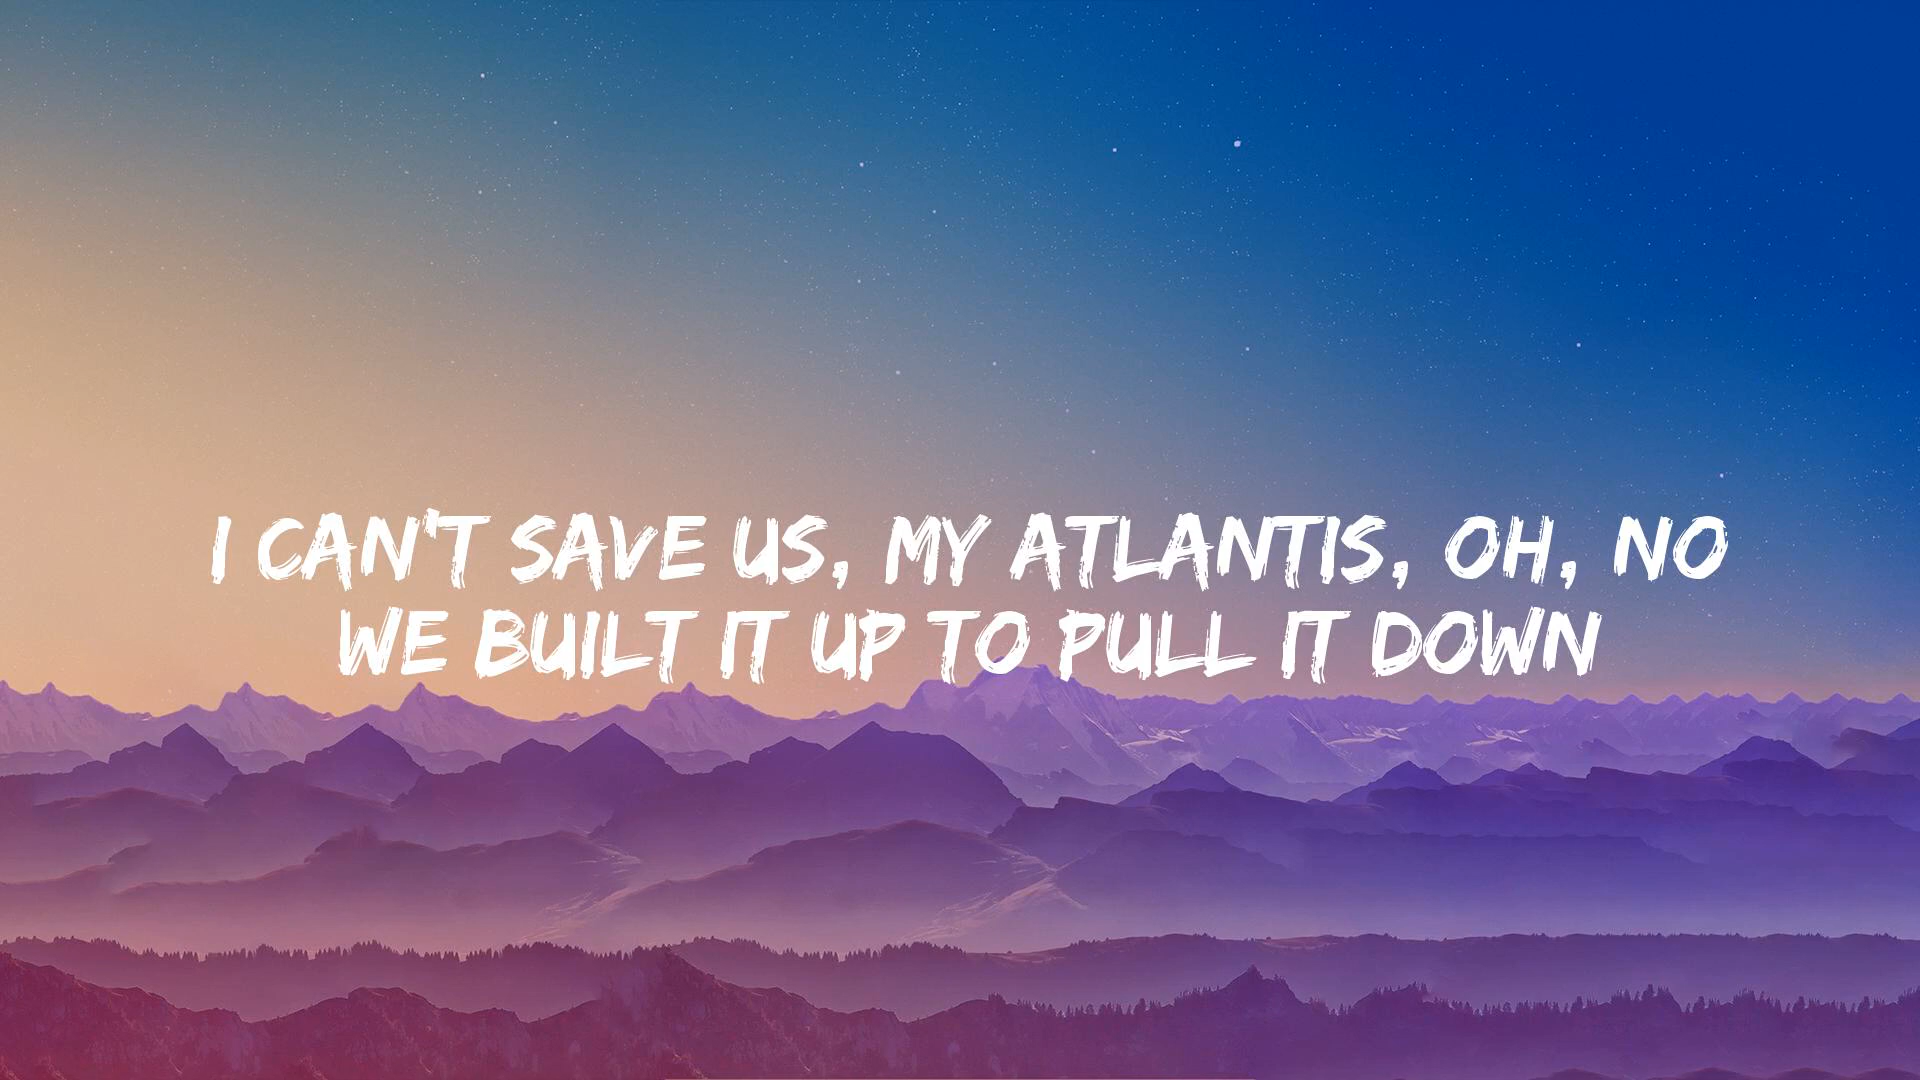 I CAN'T SAVE US, MY ATLANTIS, OH, NO
WE BUILT IT UP TO PULL IT DOWN